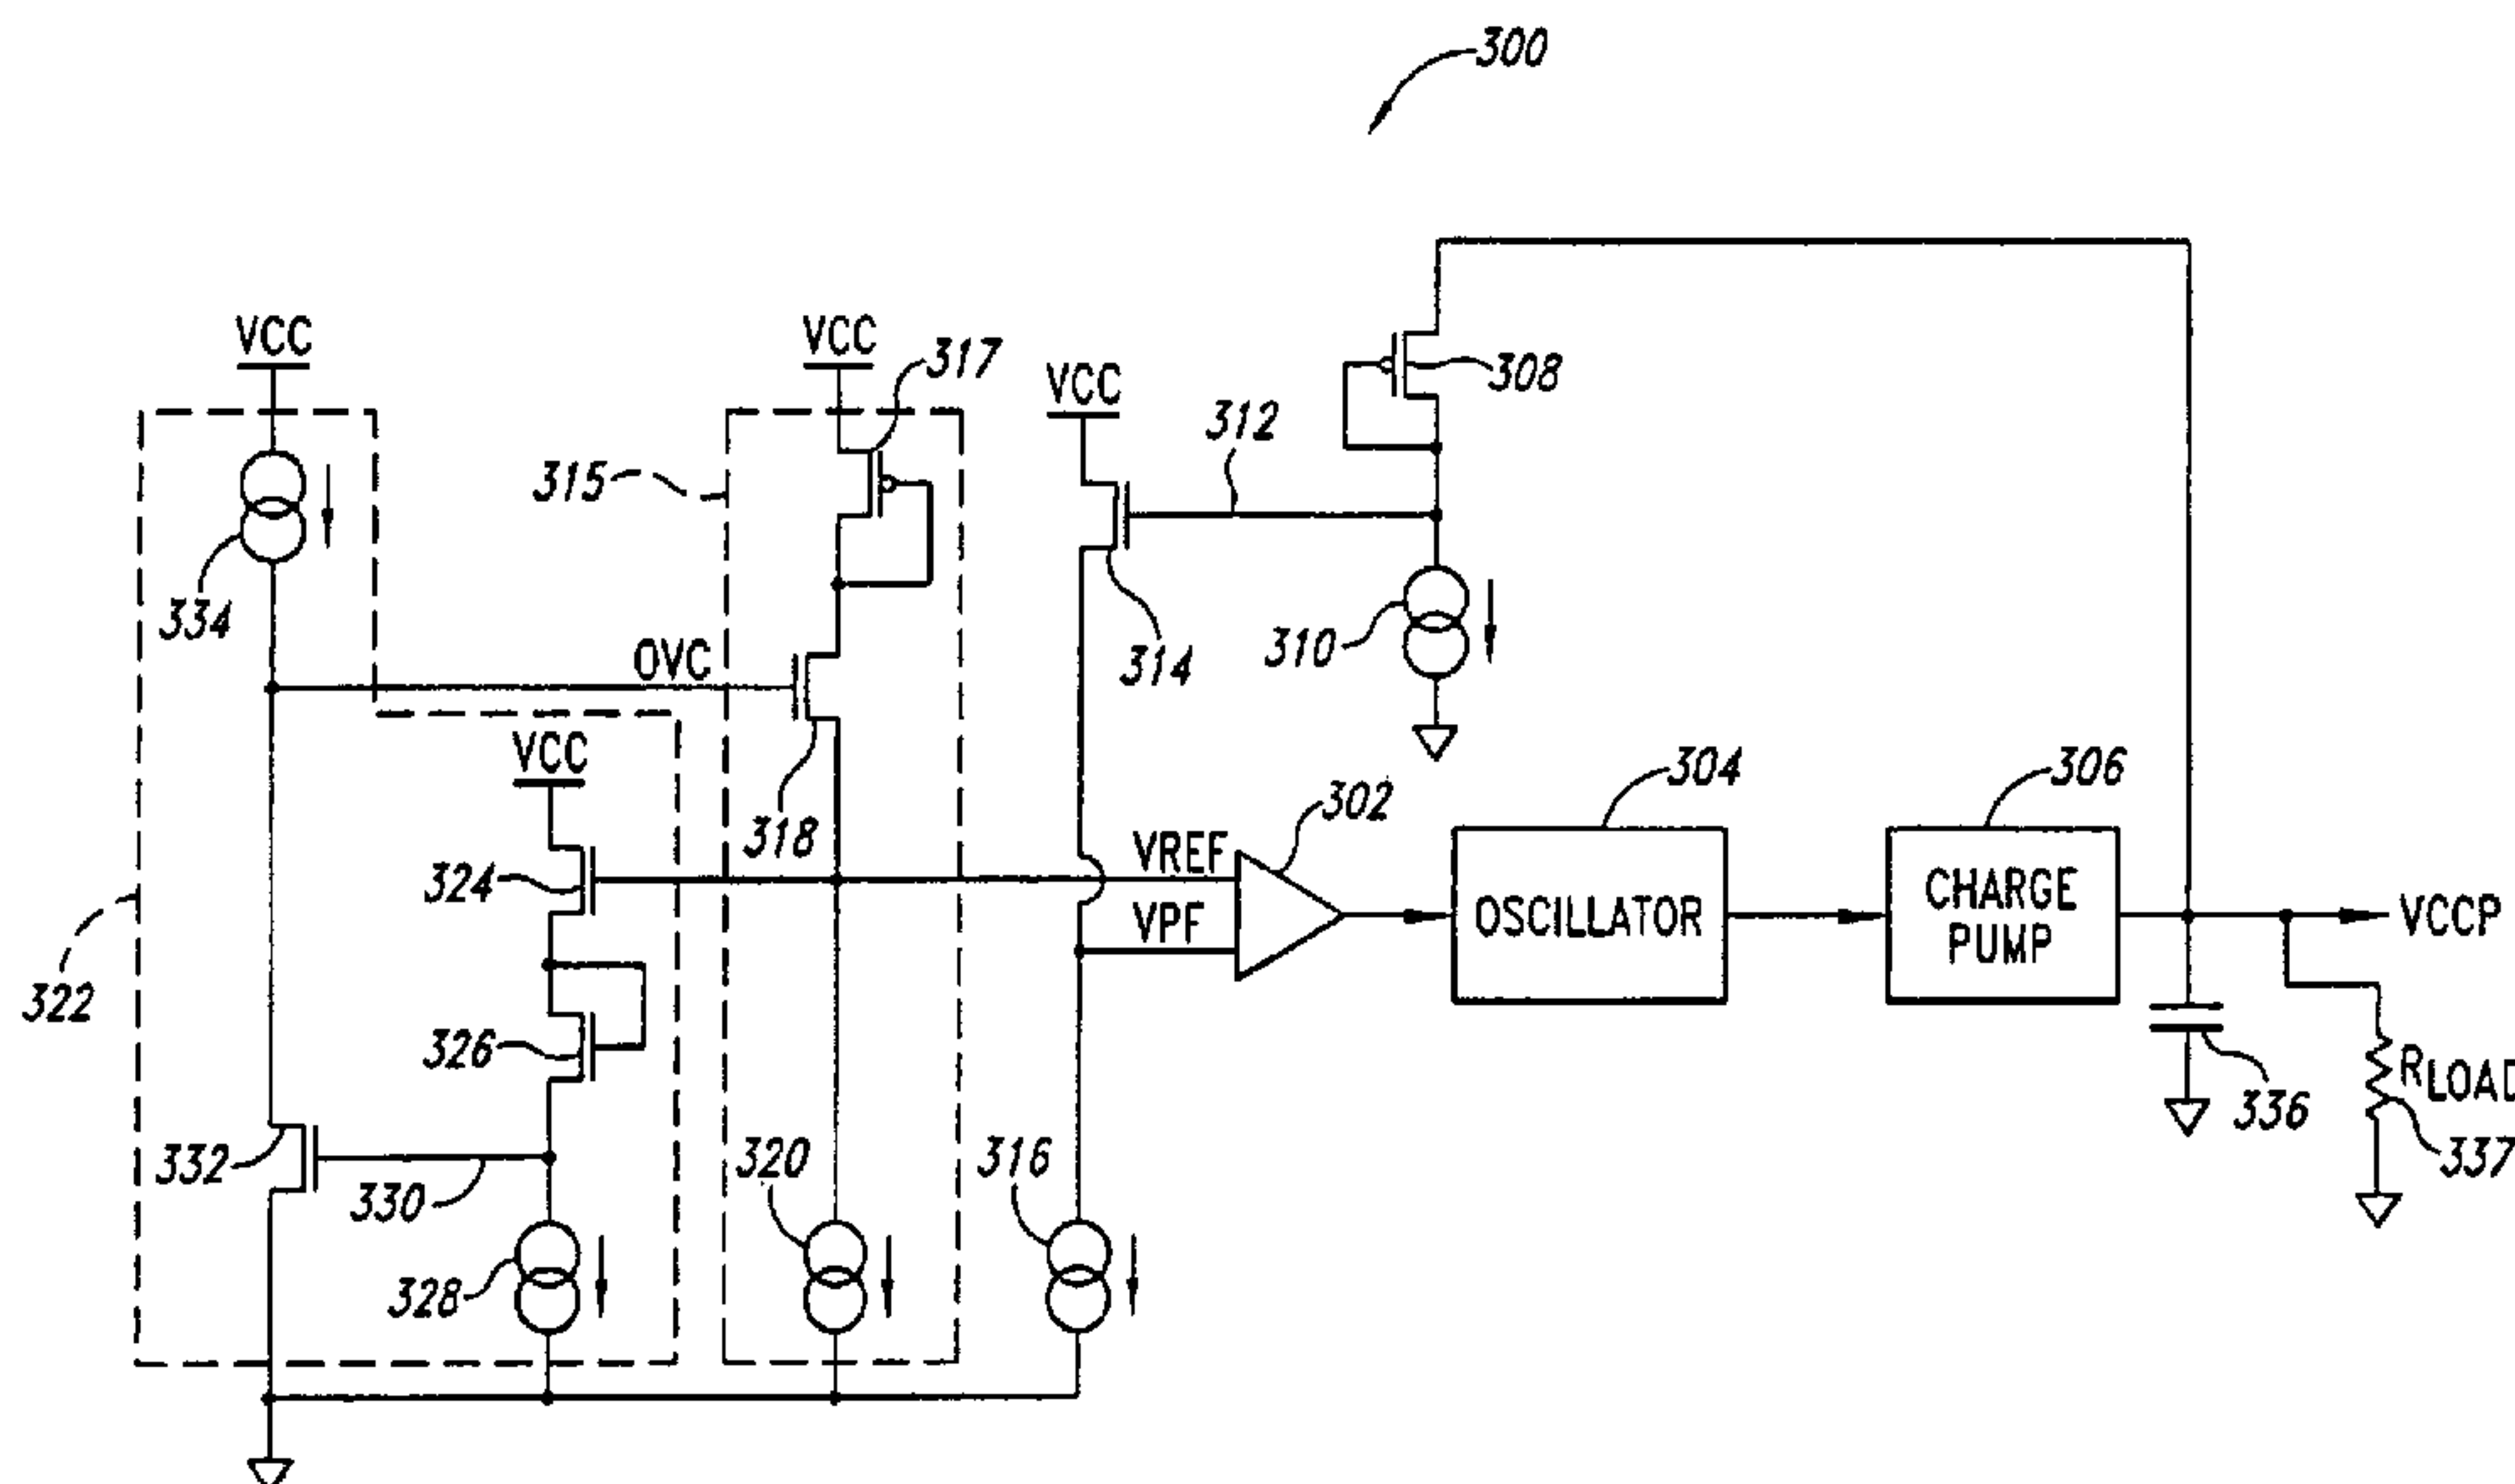 300
VCC
VCC
317
VCC
308
312
315
334
OVC
314
310
VCC
304
306
302
318
VREF
324
OSCILLATOR
CHARGE
PUMP
VPF
VCCP
322
326
RLOAD
336
332
320
316
337
330
328